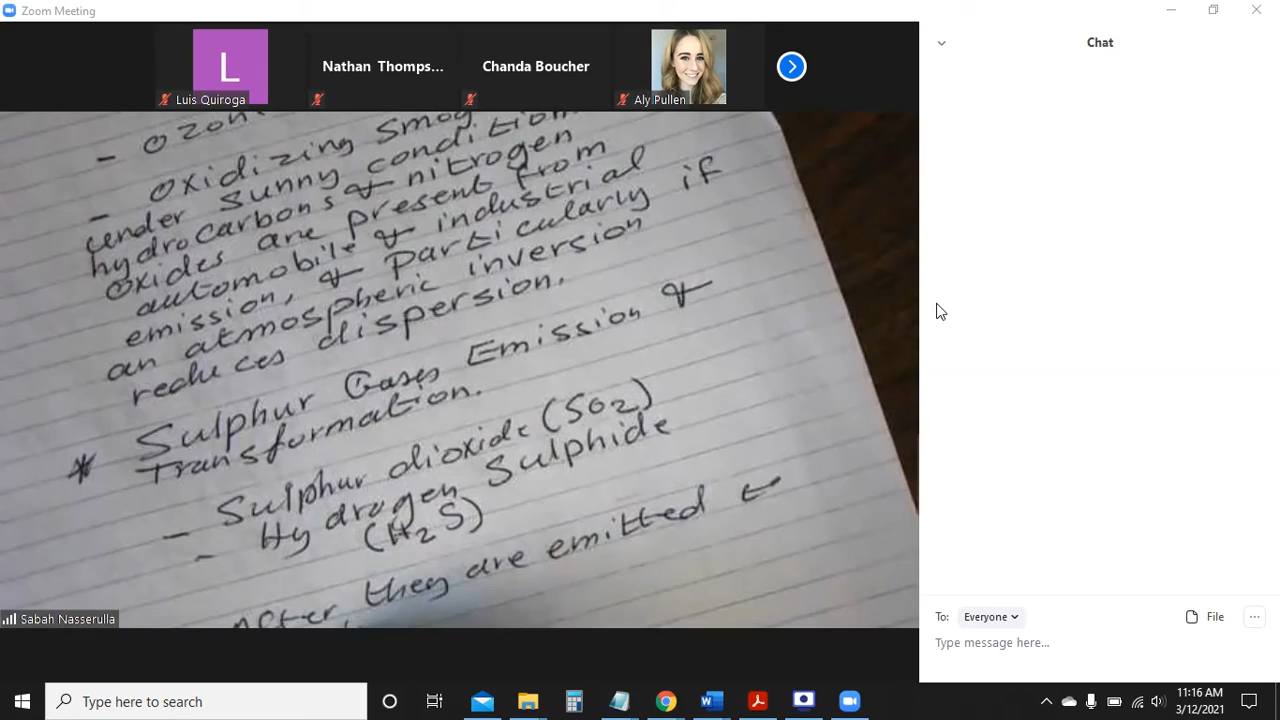 Zoom Meeting
Chat
L
Luis Quiroga
Nathan Thomps...
Chanda Boucher
Aly Pullen
- ozon
- oxidizing smog
under sunny condition
hydrocarbons & nitrogen
oxides are present from
automobile & industrial
emission, & particularly if
an atmospheric inversion
reduces dispersion.
* Sulphur Gases Emission &
Transformation.
- Sulphur dioxide (SO2)
- Hydrogen Sulphide
(H2S)
After, they are emitted to
Sabah Nasserulla
To: Everyone
File
...
Type message here...
Type here to search
11:16 AM
3/12/2021